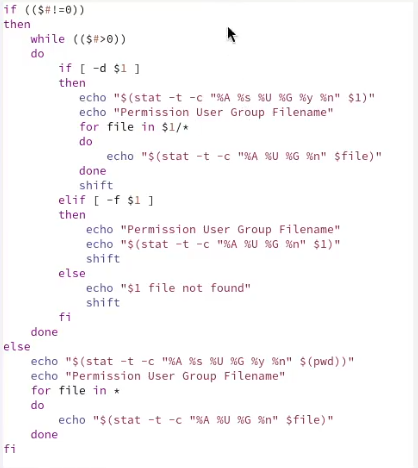 if (($#!=0))
then
    while (($#>0))
    do
        if [ -d $1 ]
        then
           echo "$(stat -t -c "%A %s %U %G %y %n" $1)"
           echo "Permission User Group Filename"
           for file in $1/*
           do
               echo "$(stat -t -c "%A %U %G %n" $file)"
           done
           shift
        elif [ -f $1 ]
        then
            echo "Permission User Group Filename"
            echo "$(stat -t -c "%A %U %G %n" $1)"
            shift
        else
            echo "$1 file not found"
            shift
        fi
    done
else
    echo "$(stat -t -c "%A %s %U %G %y %n" $(pwd))"
    echo "Permission User Group Filename"
    for file in *
    do
        echo "$(stat -t -c "%A %U %G %n" $file)"
    done
fi